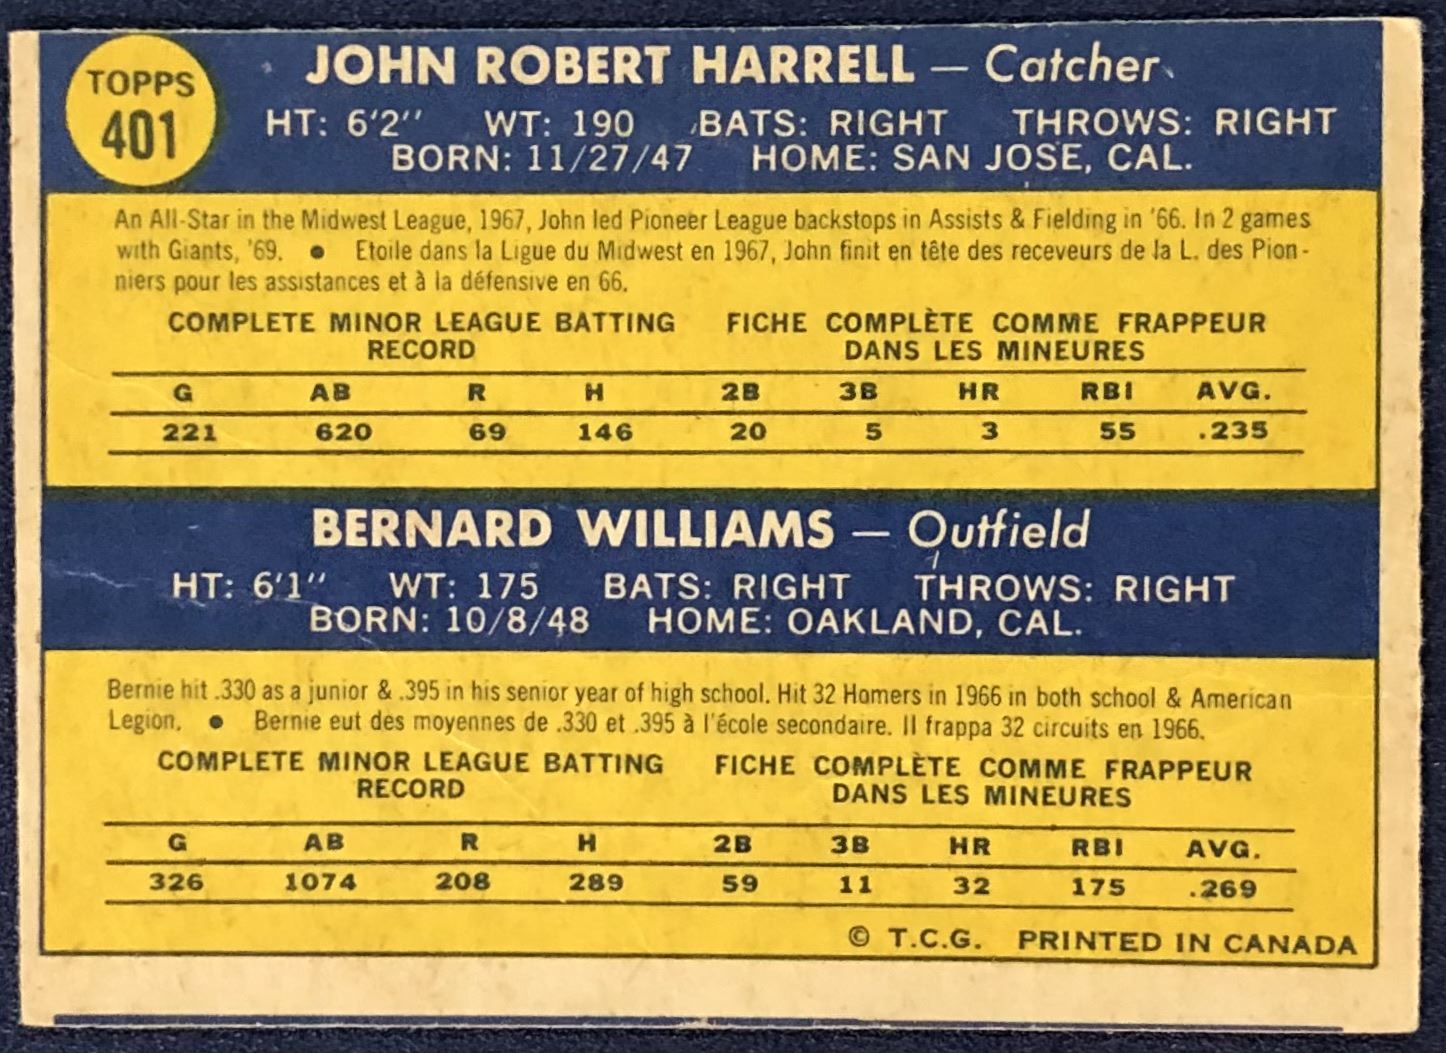 TOPPS
401
JOHN ROBERT HARRELL — Catcher
HT: 6'2" WT: 190 BATS: RIGHT THROWS: RIGHT
BORN: 11/27/47 HOME: SAN JOSE, CAL.
An All-Star in the Midwest League, 1967, John led Pioneer League backstops in Assists & Fielding in '66. In 2 games
with Giants, '69. ● Etoile dans la Ligue du Midwest en 1967, John finit en tête des receveurs de la L. des Pion-
niers pour les assistances et à la défensive en 66.
COMPLETE MINOR LEAGUE BATTING FICHE COMPLÈTE COMME FRAPPEUR
RECORD DANS LES MINEURES
G AB R H 2B 3B HR RBI AVG.
221 620 69 146 20 5 3 55 .235
BERNARD WILLIAMS — Outfield
HT: 6'1" WT: 175 BATS: RIGHT THROWS: RIGHT
BORN: 10/8/48 HOME: OAKLAND, CAL.
Bernie hit .330 as a junior & .395 in his senior year of high school. Hit 32 Homers in 1966 in both school & American
Legion. ● Bernie eut des moyennes de .330 et .395 à l'école secondaire. Il frappa 32 circuits en 1966.
COMPLETE MINOR LEAGUE BATTING FICHE COMPLÈTE COMME FRAPPEUR
RECORD DANS LES MINEURES
G AB R H 2B 3B HR RBI AVG.
326 1074 208 289 59 11 32 175 .269
© T.C.G. PRINTED IN CANADA